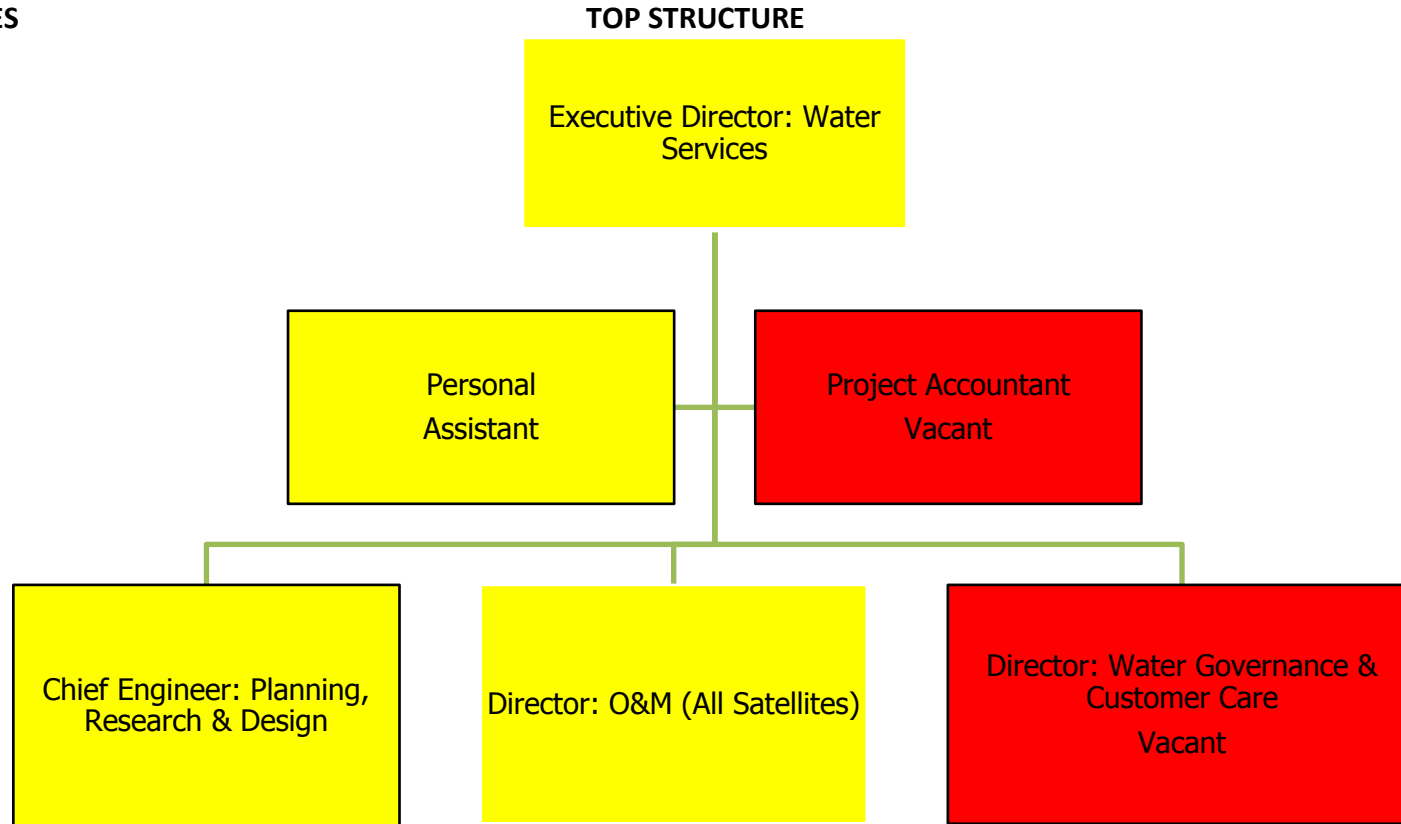 ES
TOP STRUCTURE
Executive Director: Water
Services
Personal
Assistant
Project Accountant
Vacant
Chief Engineer: Planning,
Research & Design
Director: O&M (All Satellites)
Director: Water Governance &
Customer Care
Vacant